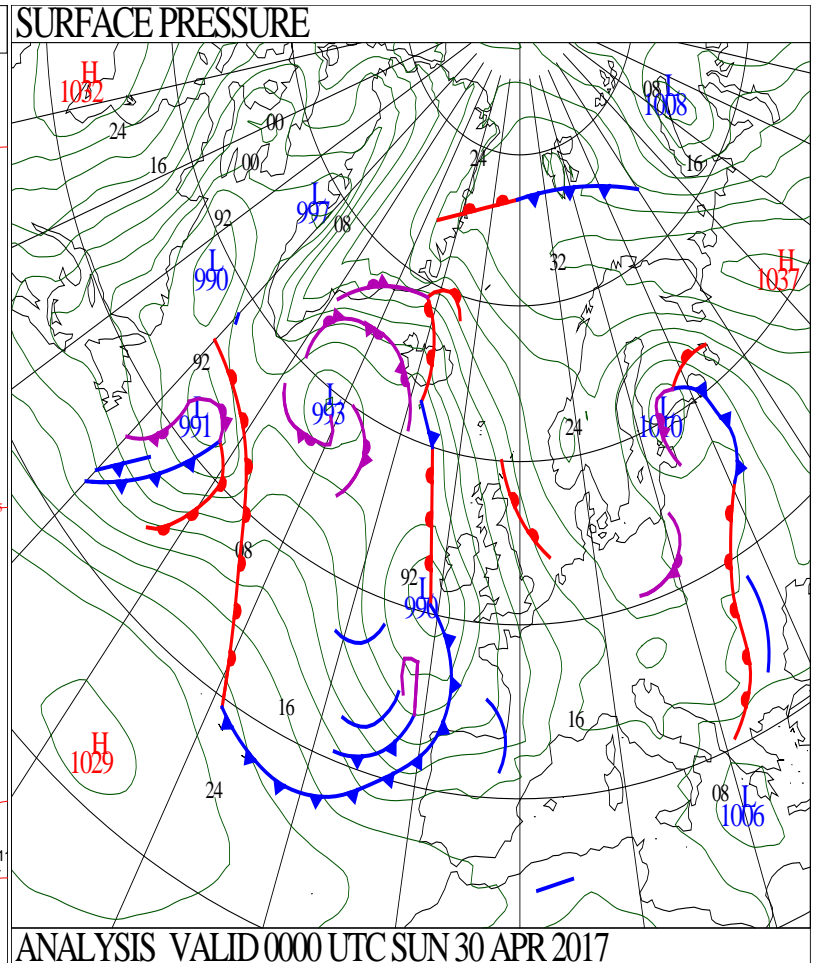 SURFACE PRESSURE
H
1032
L
1008
08
24
00
16
00
24
16
L
997
92
08
L
990
32
H
1037
92
L
991
L
993
L
1010
24
08
92
L
990
16
16
H
1029
24
08
L
1006
ANALYSIS VALID 0000 UTC SUN 30 APR 2017